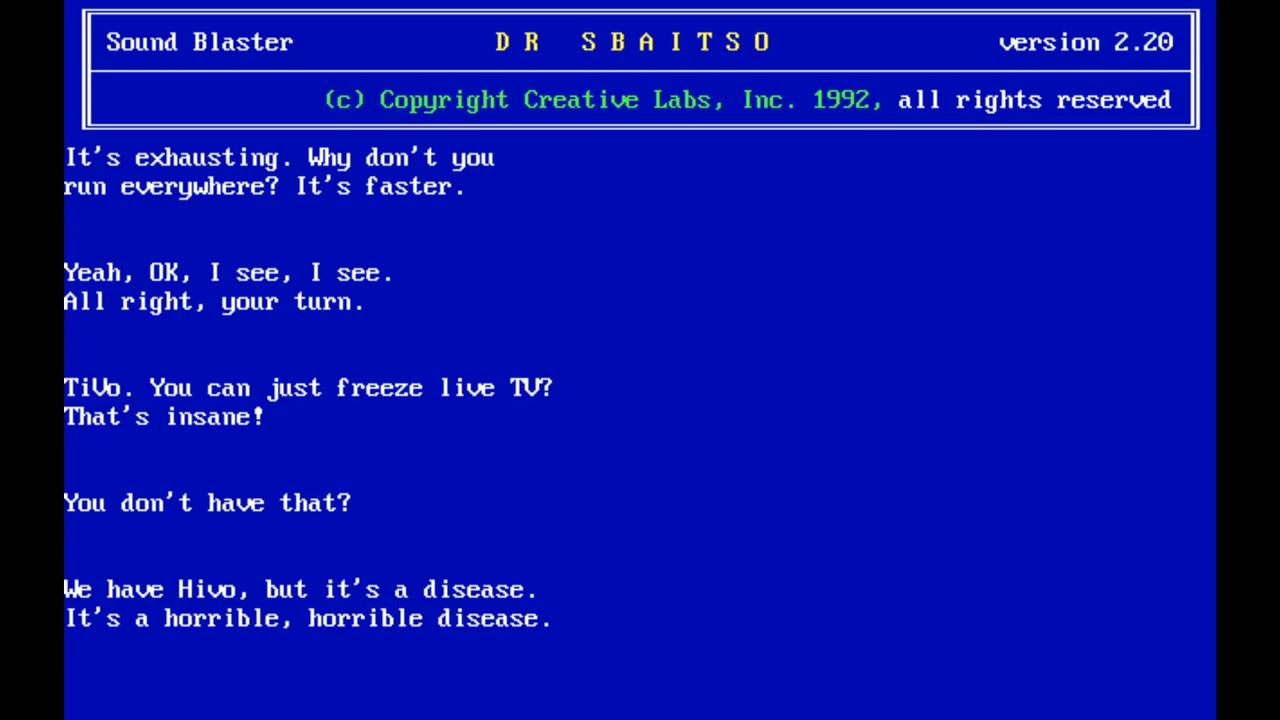 Sound Blaster D R S B A I T S O version 2.20
(c) Copyright Creative Labs, Inc. 1992, all rights reserved
It's exhausting. Why don't you
run everywhere? It's faster.
Yeah, OK, I see, I see.
All right, your turn.
TiVo. You can just freeze live TV?
That's insane!
You don't have that?
We have Hivo, but it's a disease.
It's a horrible, horrible disease.